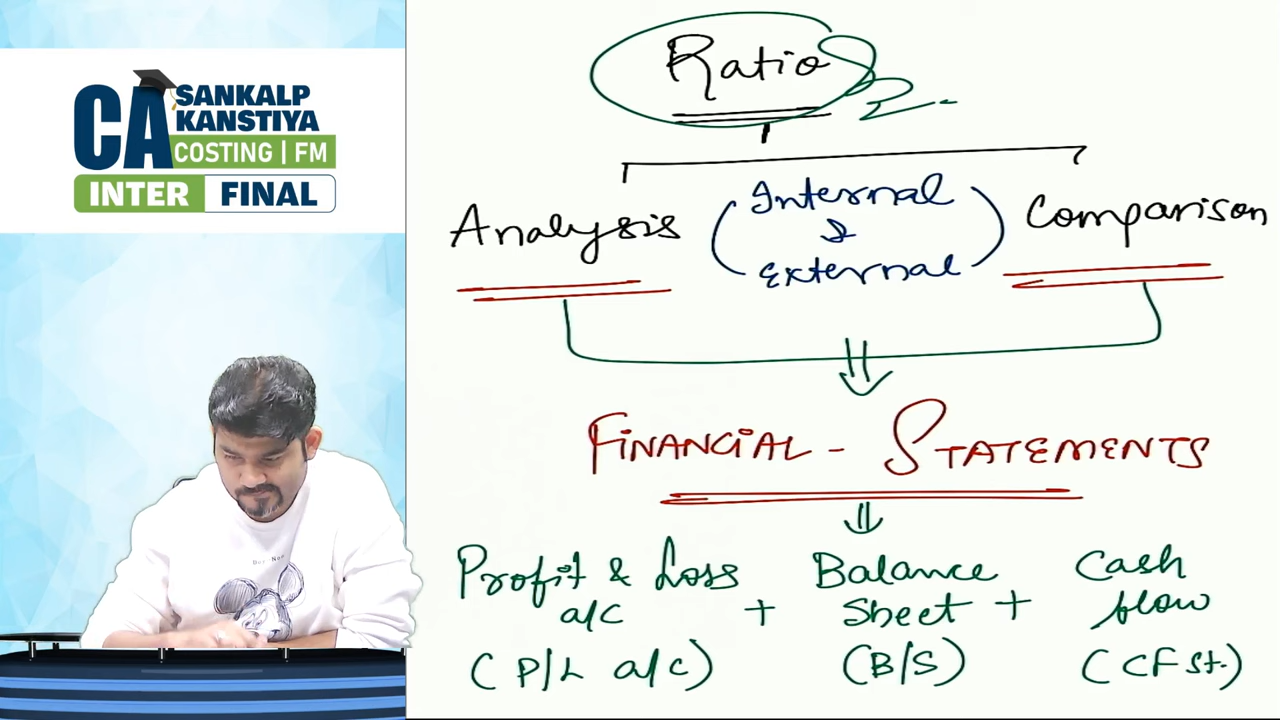 CA SANKALP KANSTIYA
COSTING | FM
INTER FINAL
Ratio
Analysis (Internal & External) Comparison
FINANCIAL - STATEMENTS
Profit & Loss a/c + Balance Sheet + Cash flow
(P/L a/c) (B/S) (CF st.)